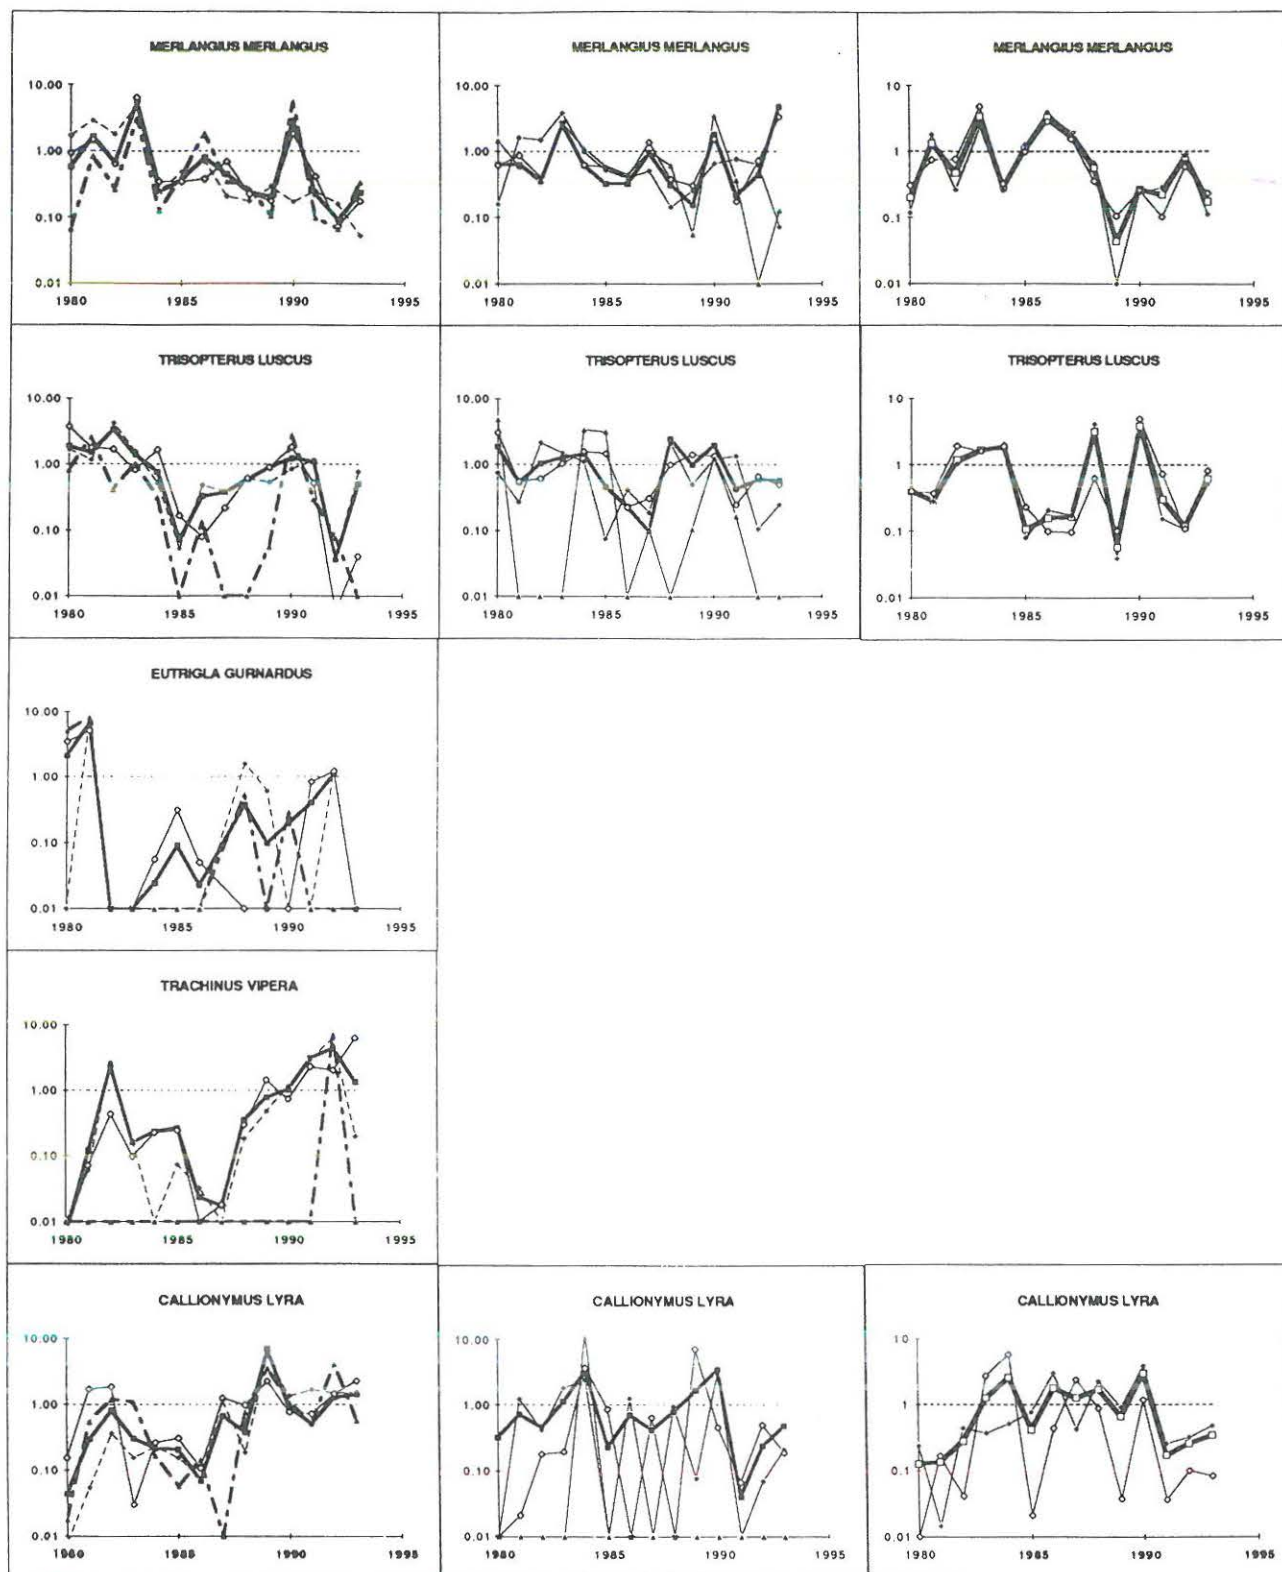 MERLANGIUS MERLANGUS
10.00
1.00
0.10
0.01
1980 1985 1990 1995
MERLANGIUS MERLANGUS
10.00
1.00
0.10
0.01
1980 1985 1990 1995
MERLANGIUS MERLANGUS
10
1
0.1
0.01
1980 1985 1990 1995
TRISOPTERUS LUSCUS
10.00
1.00
0.10
0.01
1980 1985 1990 1995
TRISOPTERUS LUSCUS
10.00
1.00
0.10
0.01
1980 1985 1990 1995
TRISOPTERUS LUSCUS
10
1
0.1
0.01
1980 1985 1990 1995
EUTRIGLA GURNARDUS
10.00
1.00
0.10
0.01
1980 1985 1990 1995
TRACHINUS VIPERA
10.00
1.00
0.10
0.01
1980 1985 1990 1995
CALLIONYMUS LYRA
10.00
1.00
0.10
0.01
1980 1985 1990 1995
CALLIONYMUS LYRA
10.00
1.00
0.10
0.01
1980 1985 1990 1995
CALLIONYMUS LYRA
10
1
0.1
0.01
1980 1985 1990 1995